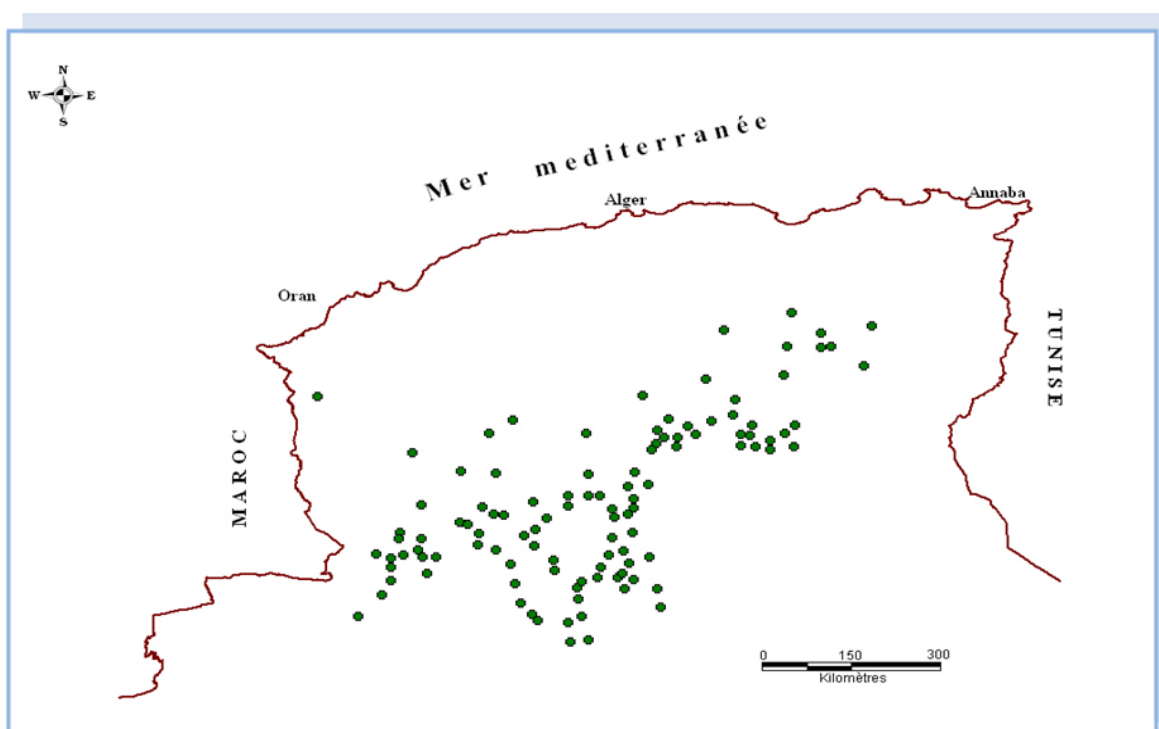 N
W E
S
Mer mediterranée
Alger
Annaba
Oran
TUNISE
MAROC
0 150 300
Kilomètres